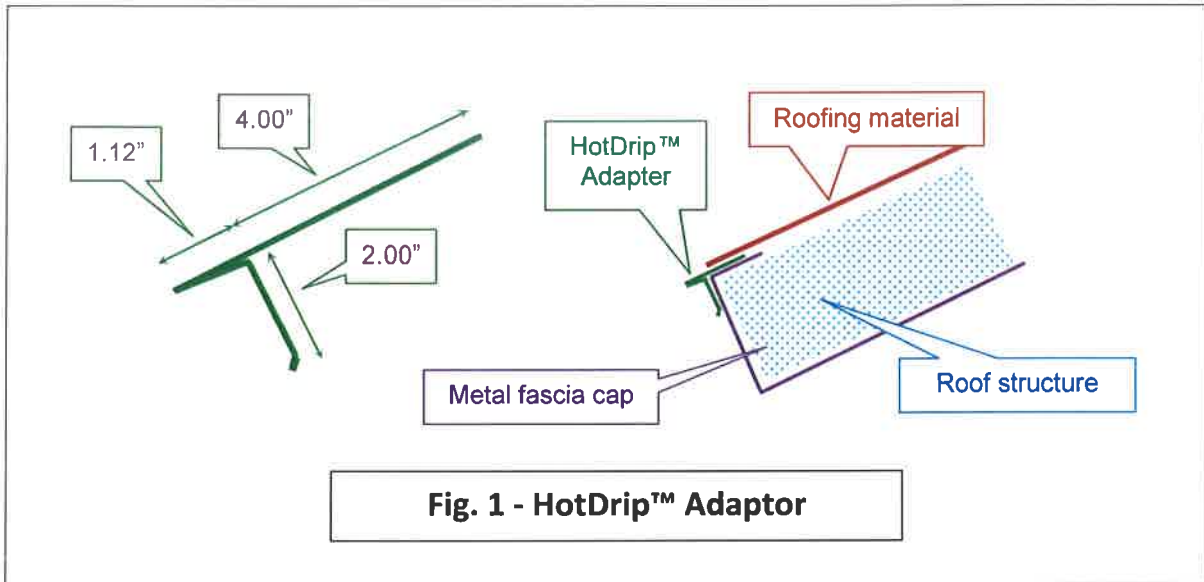 4.00"
1.12"
2.00"
Roofing material
HotDrip™
Adapter
Metal fascia cap
Roof structure
Fig. 1 - HotDrip™ Adaptor